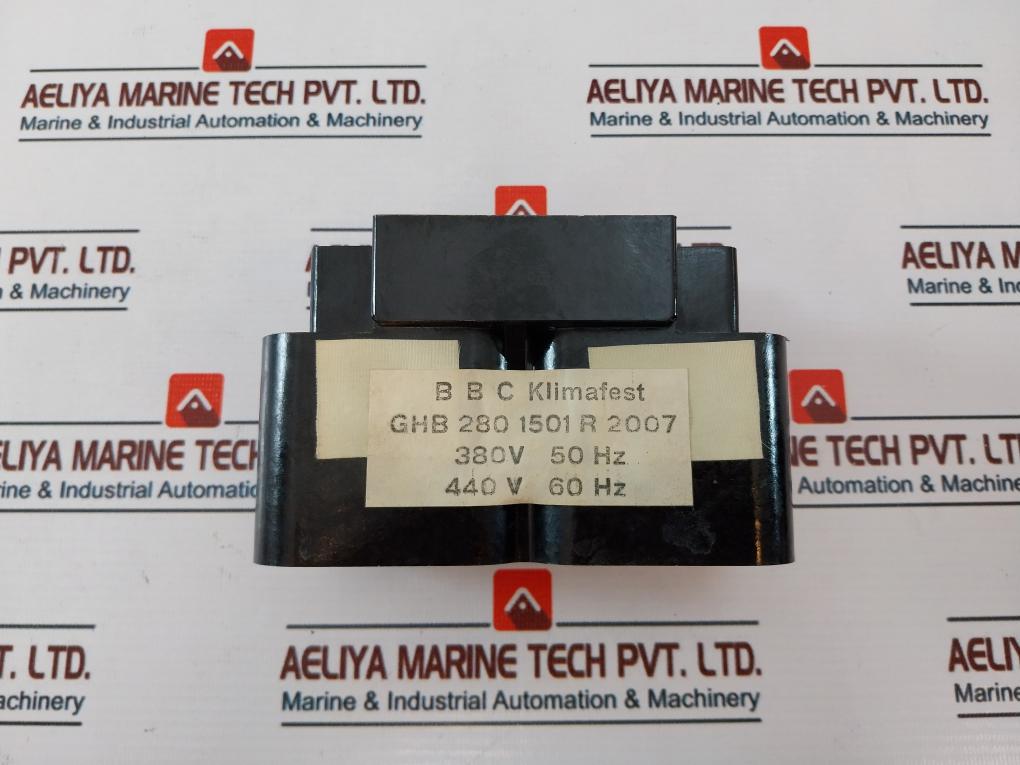 AELIYA MARINE TECH PVT. LTD.
Marine & Industrial Automation & Machinery
AELIYA MARINE TECH PVT. LTD.
Marine & Industrial Automation & Machinery
PVT. LTD.
& Machinery
AELIYA M
Marine & In
B B C Klimafest
GHB 280 1501 R 2007
380V 50 Hz
440 V 60 Hz
ELIYA MARINE TECH
ine & Industrial Automatio
TECH PVT. LTD
Automation & Machine
T. LTD.
achinery
AELIYA MARINE TECH PVT. LTD.
Marine & Industrial Automation & Machinery
AELI
Marine